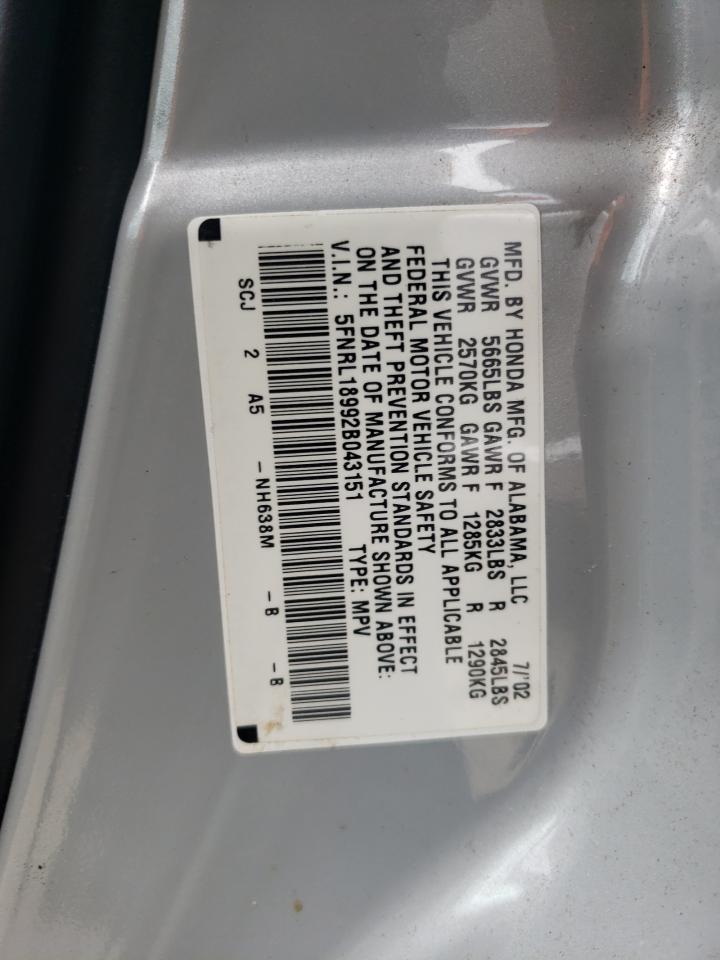 MFD. BY HONDA MFG. OF ALABAMA, LLC 7/'02
GVWR 5665LBS GAWR F 2833LBS R 2845LBS
GVWR 2570KG GAWR F 1285KG R 1290KG
THIS VEHICLE CONFORMS TO ALL APPLICABLE
FEDERAL MOTOR VEHICLE SAFETY
AND THEFT PREVENTION STANDARDS IN EFFECT
ON THE DATE OF MANUFACTURE SHOWN ABOVE:
V.I.N.: 5FNRL18992B043151 TYPE: MPV
SCJ 2 A5 -NH638M -B -B